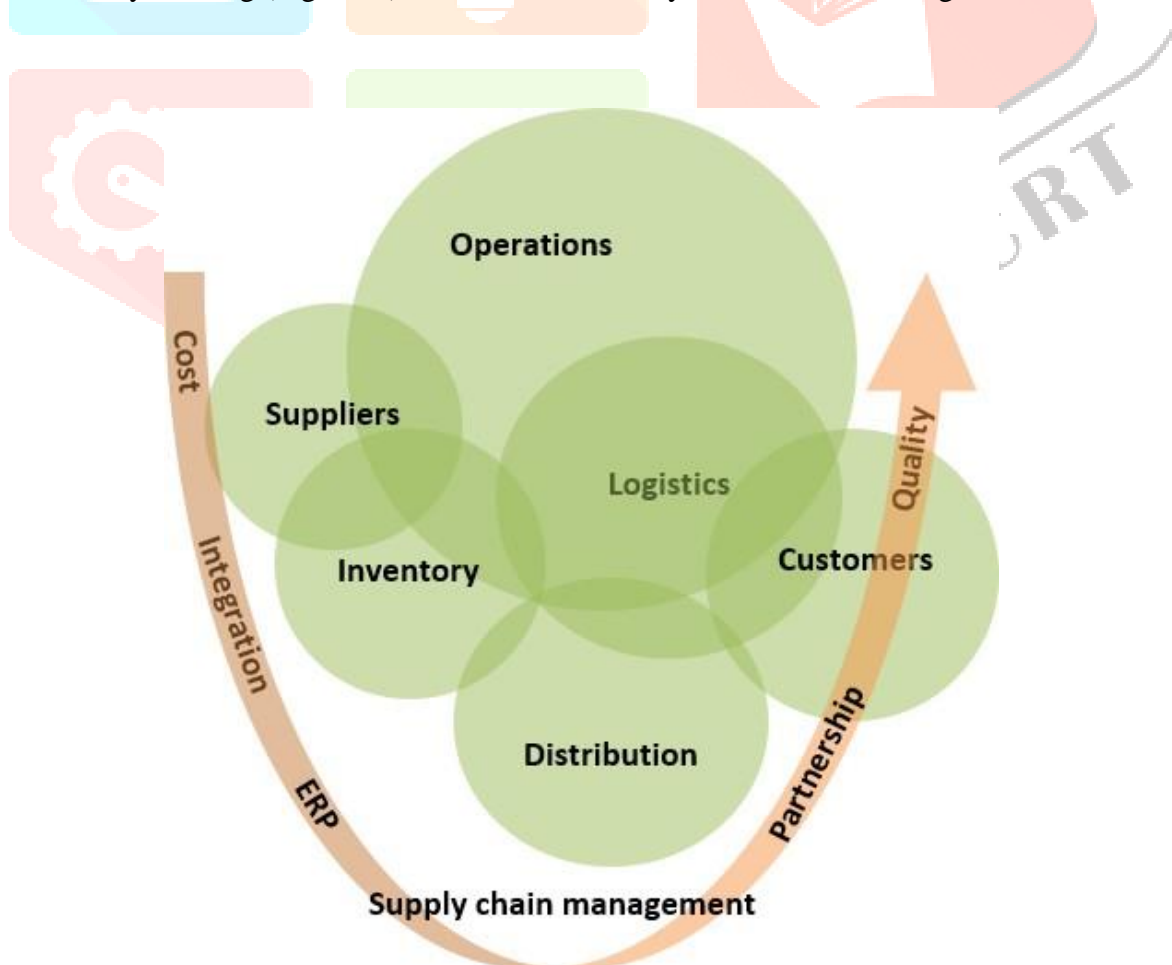 Operations
Cost
Suppliers
Logistics
Quality
Customers
Inventory
Integration
Partnership
Distribution
ERP
Supply chain management